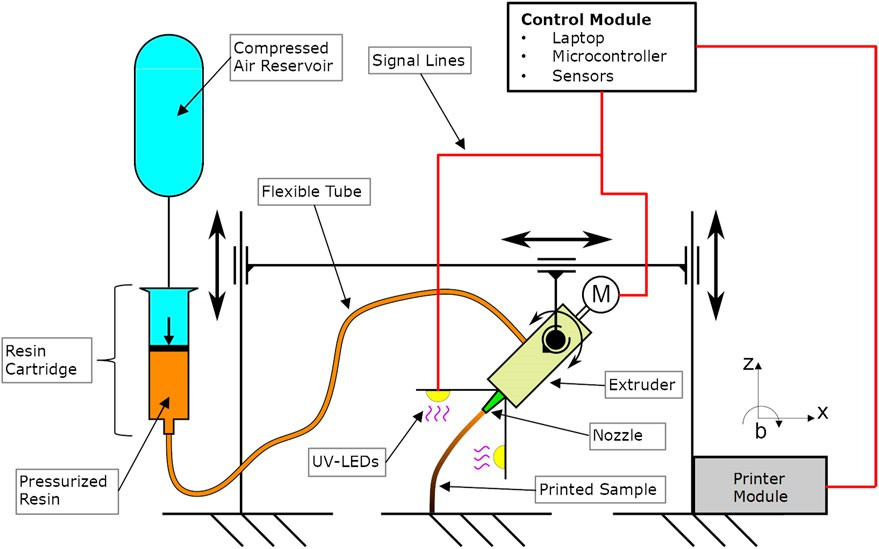 Control Module
• Laptop
• Microcontroller
• Sensors
Compressed
Air Reservoir
Signal Lines
Flexible Tube
M
Resin
Cartridge
Extruder
z
x
b
Nozzle
UV-LEDs
Pressurized
Resin
Printed Sample
Printer
Module